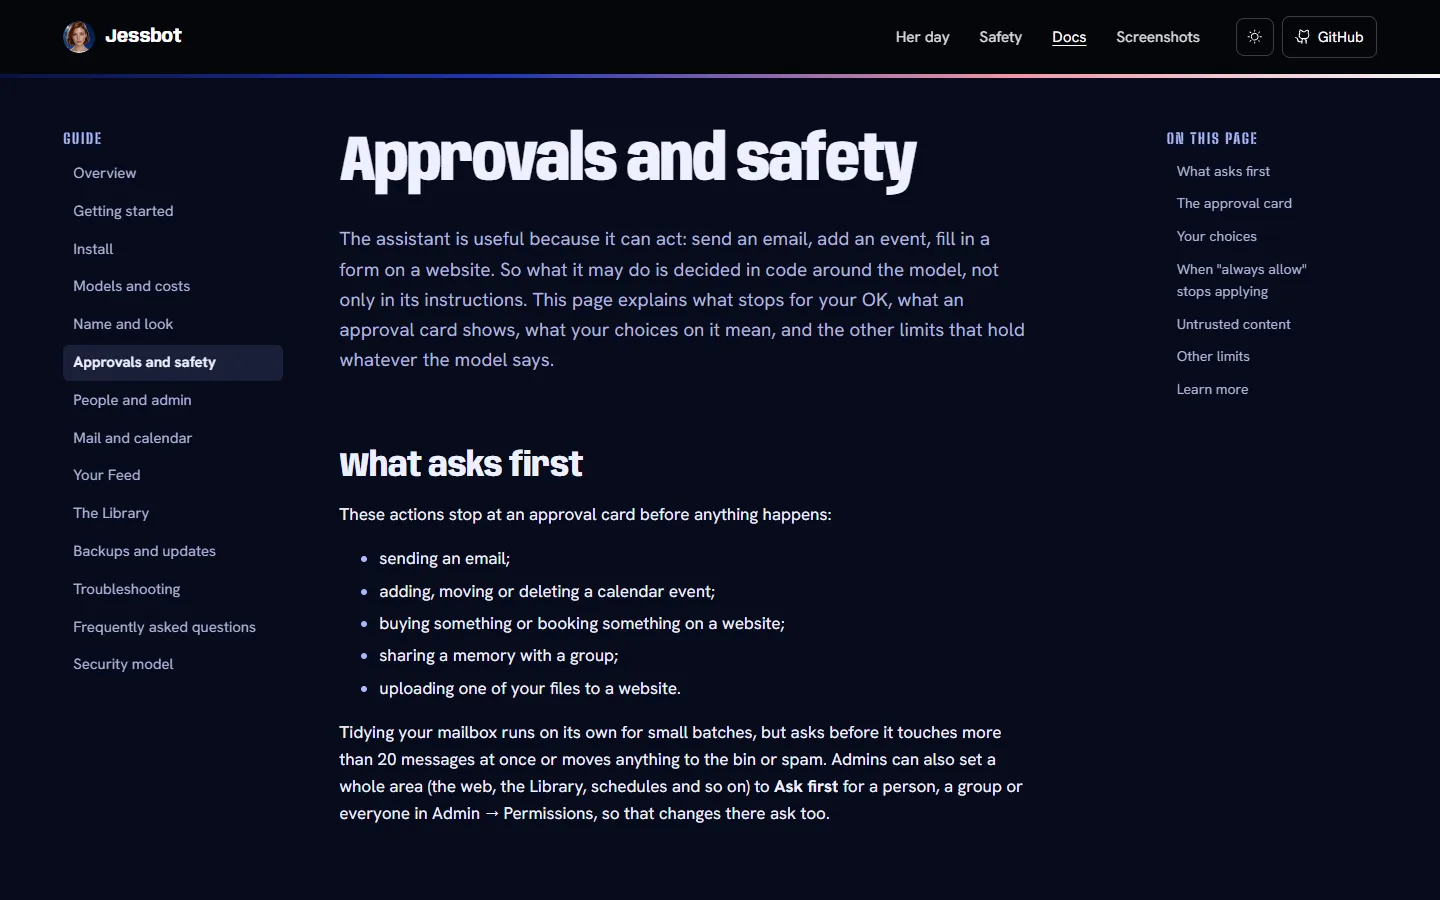 Jessbot
Her day
Safety
Docs
Screenshots
GitHub
GUIDE
Overview
Getting started
Install
Models and costs
Name and look
Approvals and safety
People and admin
Mail and calendar
Your Feed
The Library
Backups and updates
Troubleshooting
Frequently asked questions
Security model
Approvals and safety
The assistant is useful because it can act: send an email, add an event, fill in a
form on a website. So what it may do is decided in code around the model, not
only in its instructions. This page explains what stops for your OK, what an
approval card shows, what your choices on it mean, and the other limits that hold
whatever the model says.
What asks first
These actions stop at an approval card before anything happens:
• sending an email;
• adding, moving or deleting a calendar event;
• buying something or booking something on a website;
• sharing a memory with a group;
• uploading one of your files to a website.
Tidying your mailbox runs on its own for small batches, but asks before it touches more
than 20 messages at once or moves anything to the bin or spam. Admins can also set a
whole area (the web, the Library, schedules and so on) to Ask first for a person, a group or
everyone in Admin → Permissions, so that changes there ask too.
ON THIS PAGE
What asks first
The approval card
Your choices
When "always allow"
stops applying
Untrusted content
Other limits
Learn more